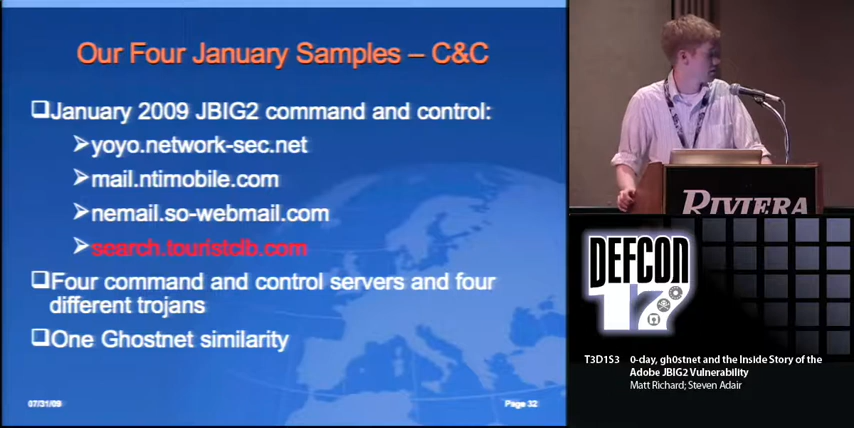 Our Four January Samples – C&C
❑January 2009 JBIG2 command and control:
➢yoyo.network-sec.net
➢mail.ntimobile.com
➢nemail.so-webmail.com
➢search.touristclb.com
❑Four command and control servers and four
different trojans
❑One Ghostnet similarity
07/31/09
Page 32
RIVIERA
DEFCON
17
T3D1S3 0-day, gh0stnet and the Inside Story of the
Adobe JBIG2 Vulnerability
Matt Richard; Steven Adair